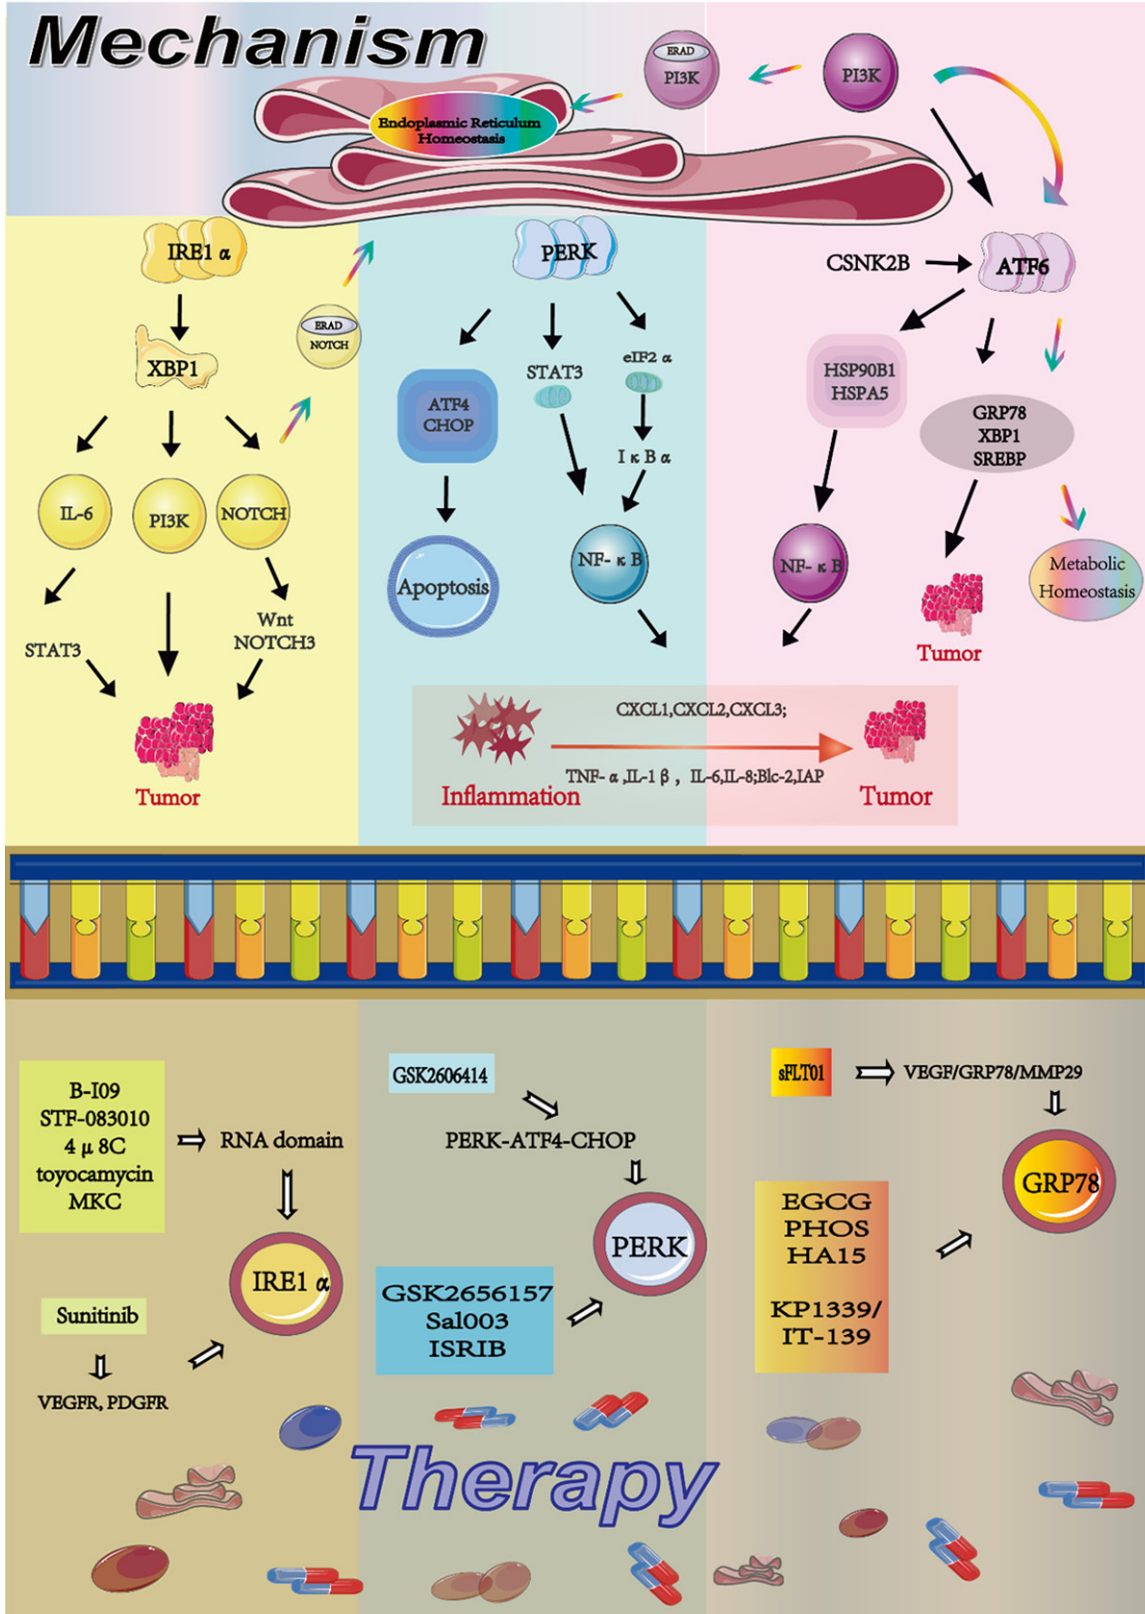 Mechanism
ERAD
PI3K
PI3K
Endoplasmic Reticulum
Homeostasis
IRE1 α
XBP1
ERAD
NOTCH
IL-6
PI3K
NOTCH
STAT3
Wnt
NOTCH3
Tumor
PERK
ATF4
CHOP
STAT3
eIF2 α
I κ B α
Apoptosis
NF- κ B
CSNK2B
ATF6
HSP90B1
HSPA5
GRP78
XBP1
SREBP
NF- κ B
Metabolic
Homeostasis
Tumor
CXCL1,CXCL2,CXCL3;
TNF- α ,IL-1 β , IL-6,IL-8;Blc-2,IAP
Inflammation
Tumor
B-I09
STF-083010
4 μ 8C
toyocamycin
MKC
RNA domain
IRE1 α
Sunitinib
VEGFR, PDGFR
GSK2606414
PERK-ATF4-CHOP
PERK
GSK2656157
Sal003
ISRIB
sFLT01
VEGF/GRP78/MMP29
GRP78
EGCG
PHOS
HA15
KP1339/
IT-139
Therapy